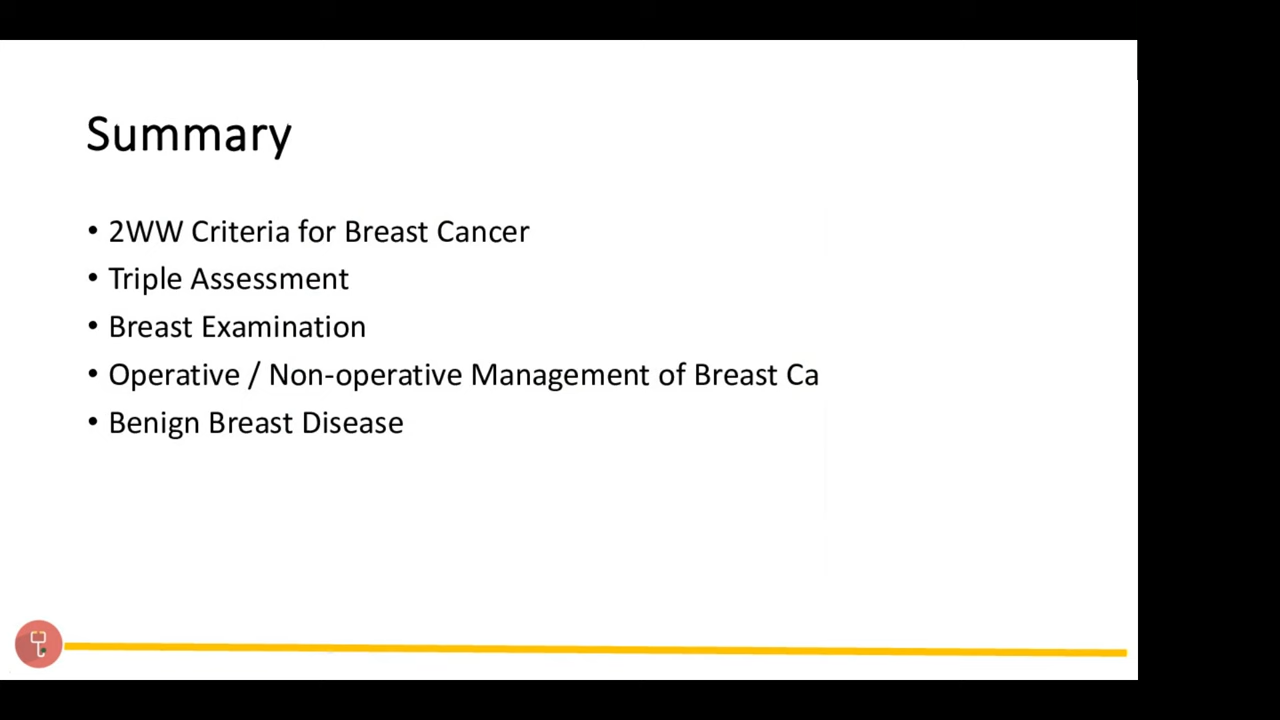 Summary
• 2WW Criteria for Breast Cancer
• Triple Assessment
• Breast Examination
• Operative / Non-operative Management of Breast Ca
• Benign Breast Disease